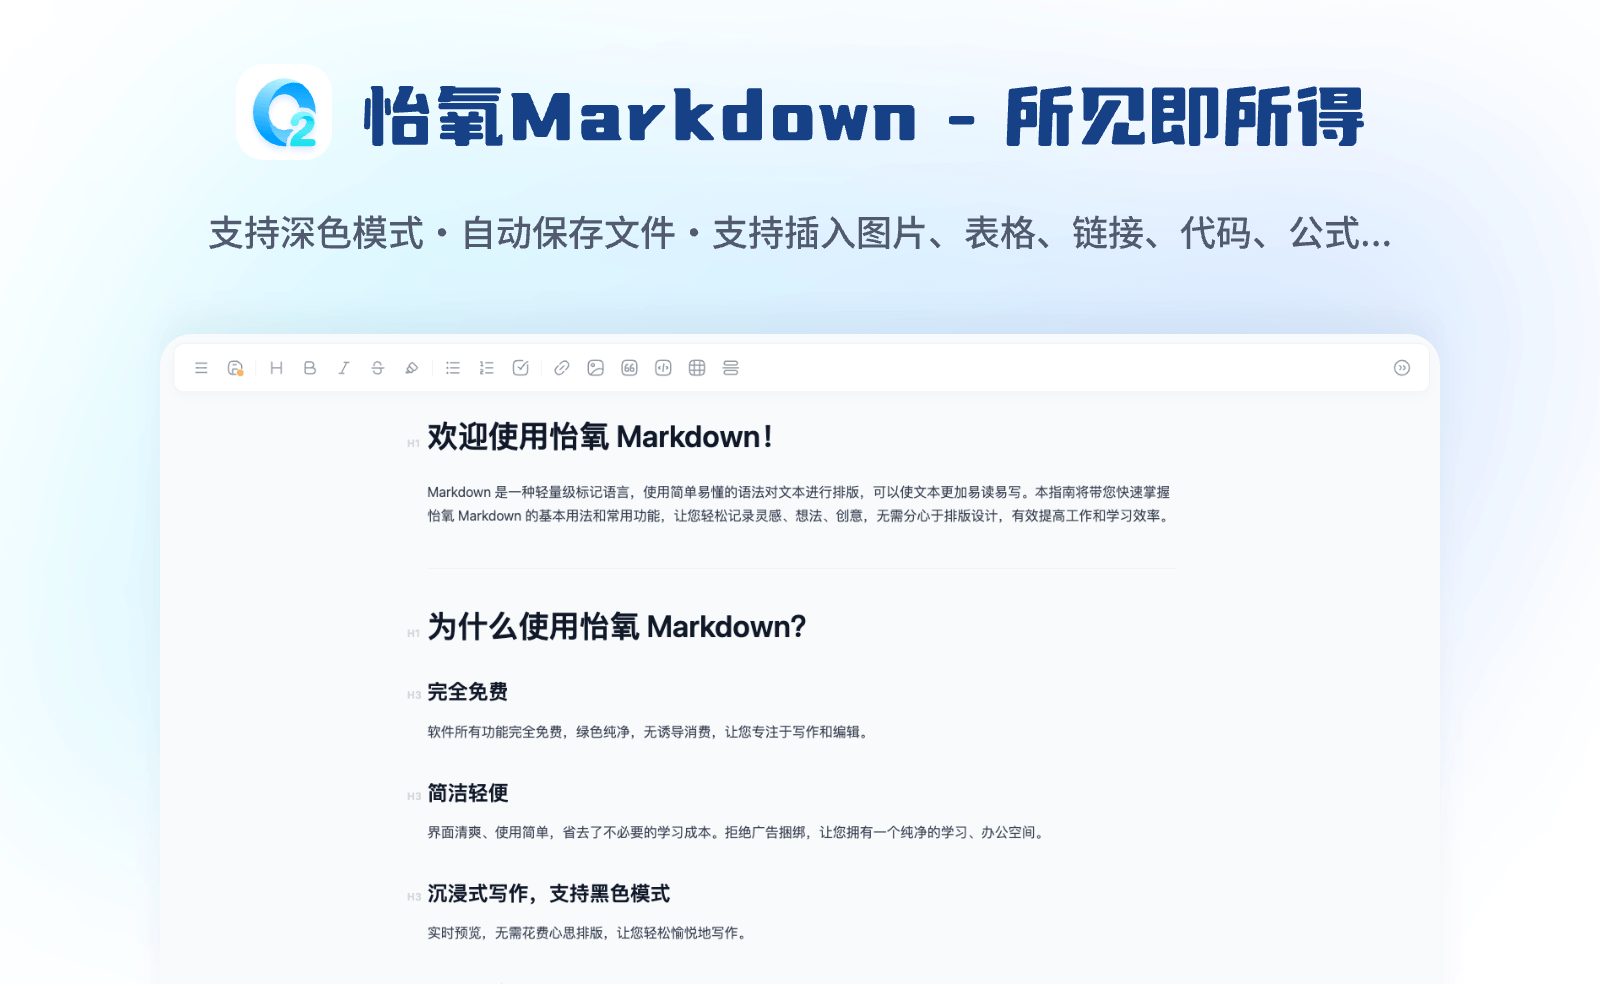 O2
怡氧Markdown - 所见即所得
支持深色模式·自动保存文件·支持插入图片、表格、链接、代码、公式...
H1 欢迎使用怡氧 Markdown！
Markdown 是一种轻量级标记语言，使用简单易懂的语法对文本进行排版，可以使文本更加易读易写。本指南将带您快速掌握
怡氧 Markdown 的基本用法和常用功能，让您轻松记录灵感、想法、创意，无需分心于排版设计，有效提高工作和学习效率。
H1 为什么使用怡氧 Markdown?
H3 完全免费
软件所有功能完全免费，绿色纯净，无诱导消费，让您专注于写作和编辑。
H3 简洁轻便
界面清爽、使用简单，省去了不必要的学习成本。拒绝广告捆绑，让您拥有一个纯净的学习、办公空间。
H3 沉浸式写作，支持黑色模式
实时预览，无需花费心思排版，让您轻松愉悦地写作。